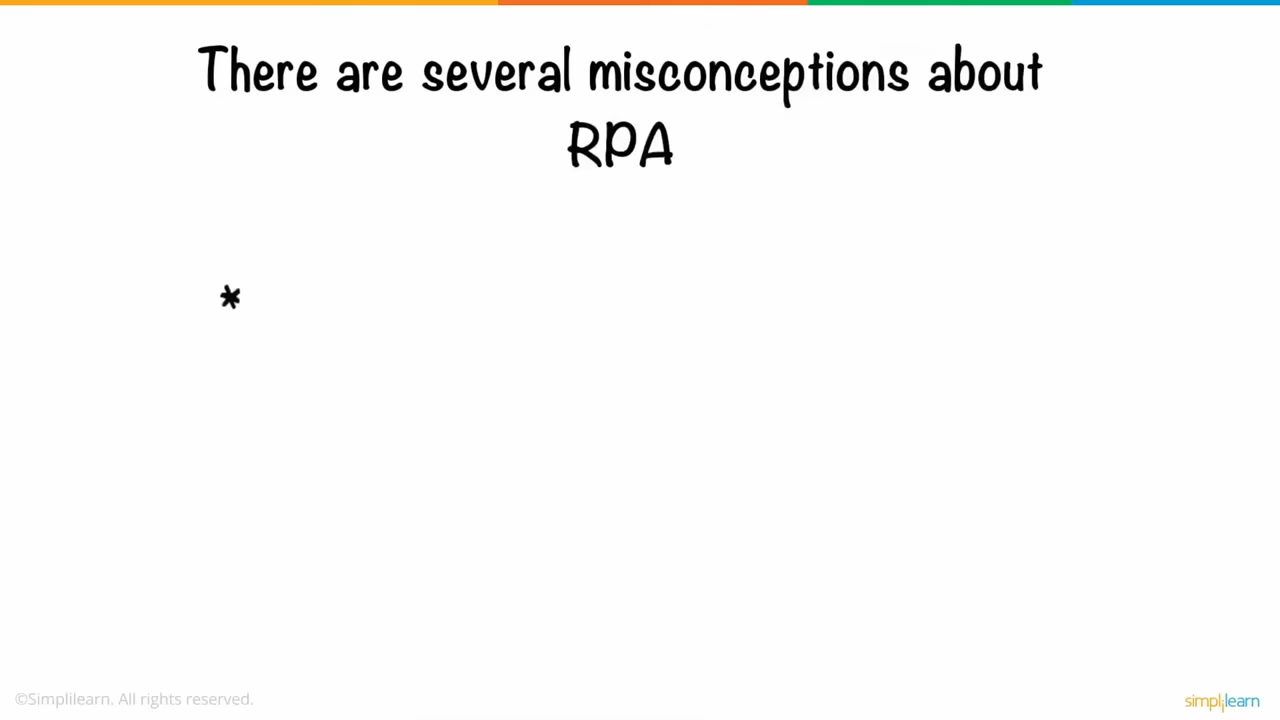 There are several misconceptions about
RPA
*
©Simplilearn. All rights reserved.
simplilearn